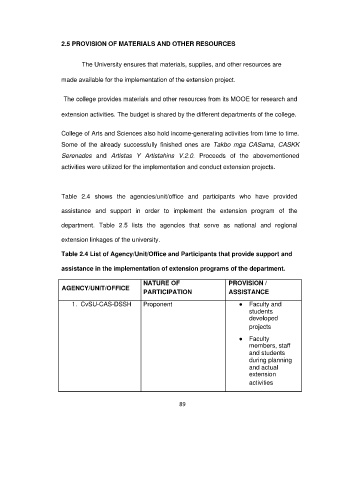 2.5 PROVISION OF MATERIALS AND OTHER RESOURCES
The University ensures that materials, supplies, and other resources are
made available for the implementation of the extension project.
The college provides materials and other resources from its MOOE for research and
extension activities. The budget is shared by the different departments of the college.
College of Arts and Sciences also hold income-generating activities from time to time.
Some of the already successfully finished ones are Takbo mga CASama, CASKK
Serenades and Artistas Y Artistahins V.2.0. Proceeds of the abovementioned
activities were utilized for the implementation and conduct extension projects.
Table 2.4 shows the agencies/unit/office and participants who have provided
assistance and support in order to implement the extension program of the
department. Table 2.5 lists the agencies that serve as national and regional
extension linkages of the university.
Table 2.4 List of Agency/Unit/Office and Participants that provide support and
assistance in the implementation of extension programs of the department.
AGENCY/UNIT/OFFICE
NATURE OF
PARTICIPATION
PROVISION /
ASSISTANCE
1. CvSU-CAS-DSSH
Proponent
● Faculty and
students
developed
projects
● Faculty
members, staff
and students
during planning
and actual
extension
activities
89